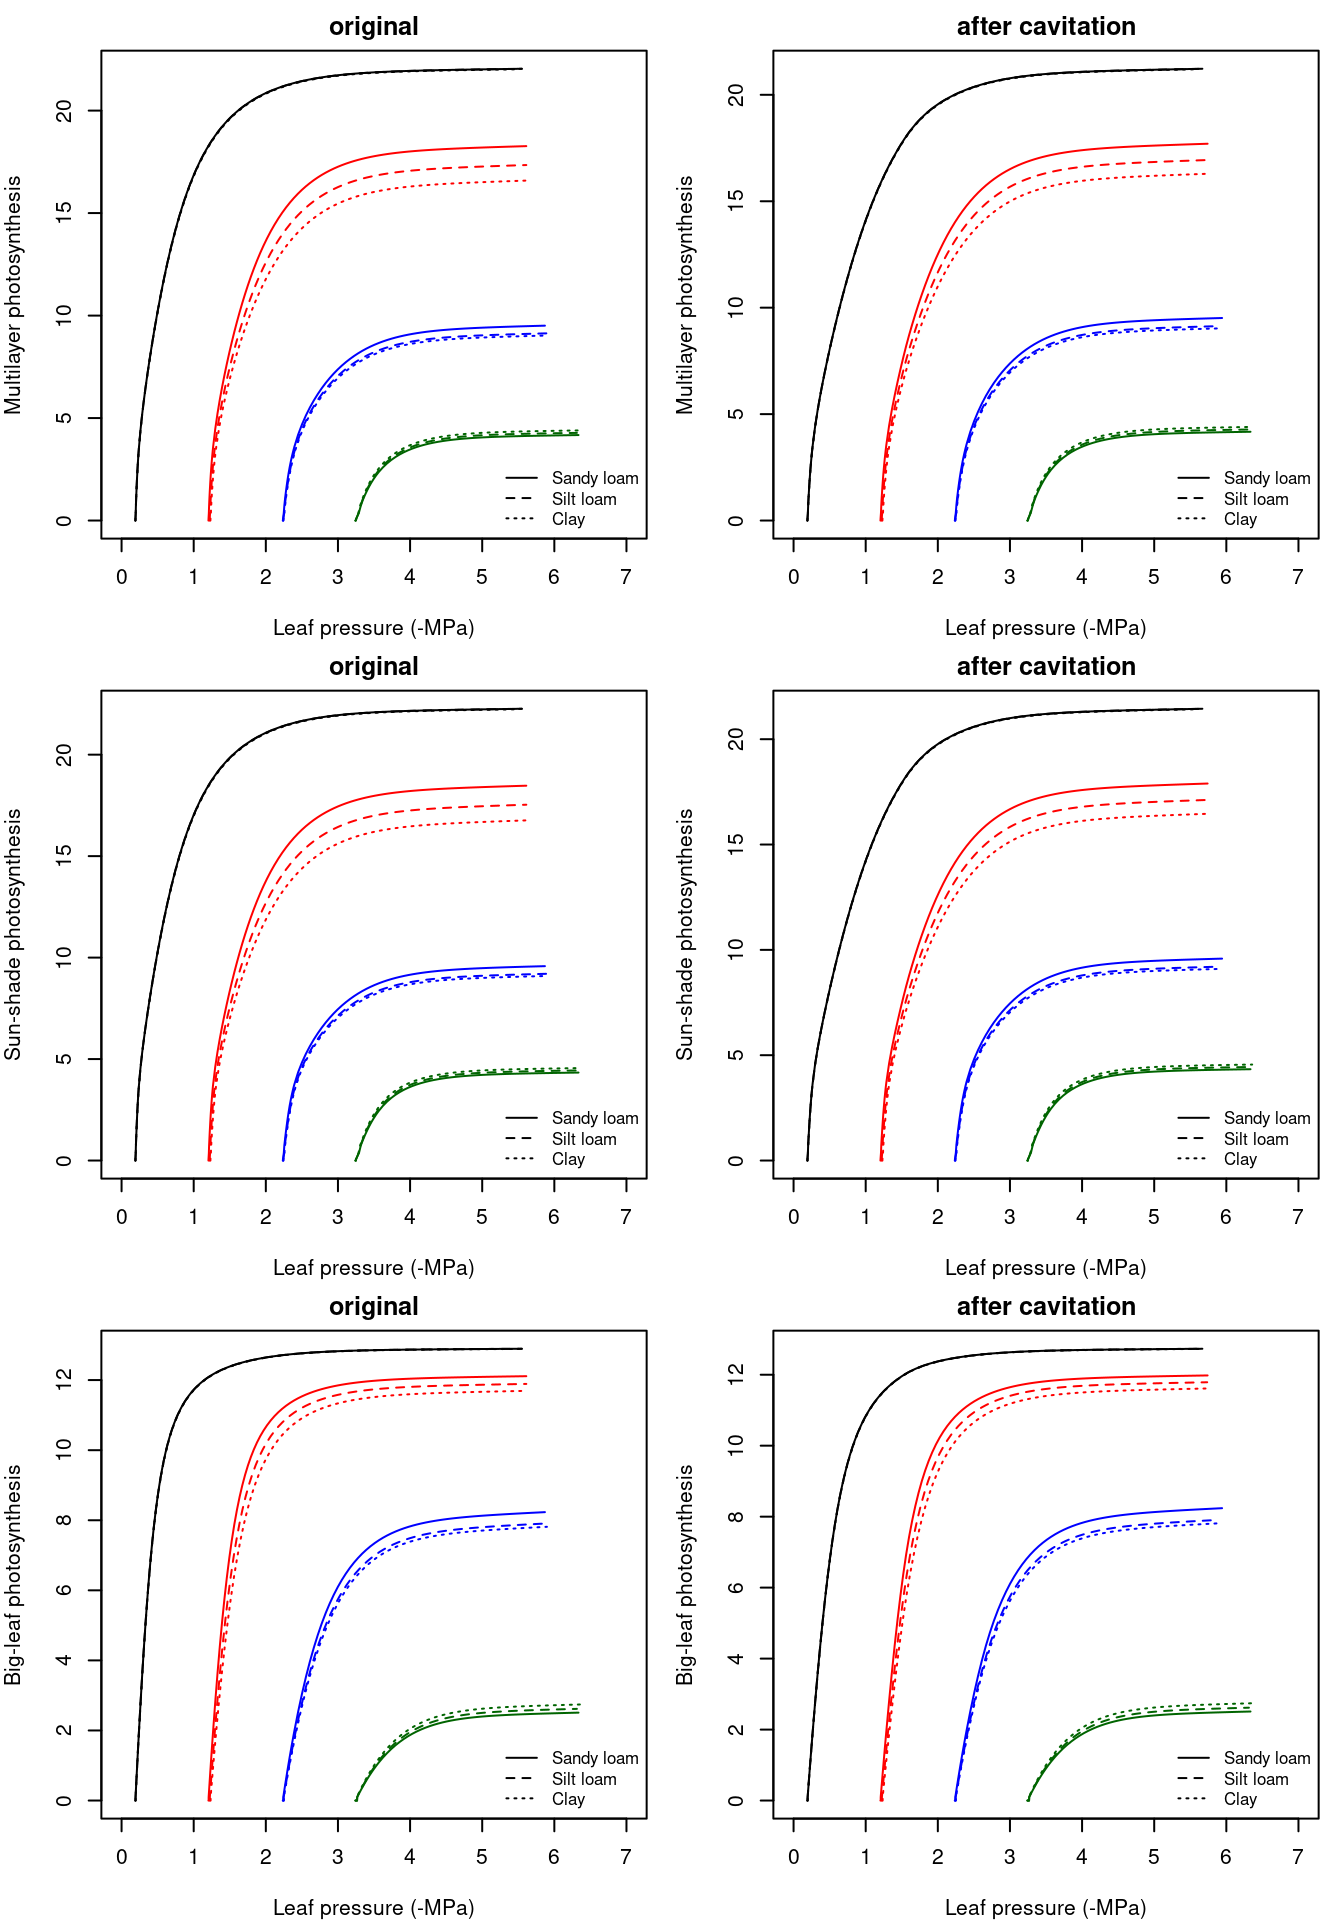 original
Multilayer photosynthesis
20
15
10
5
0
Sandy loam
Silt loam
Clay
0 1 2 3 4 5 6 7
Leaf pressure (-MPa)
after cavitation
Multilayer photosynthesis
20
15
10
5
0
Sandy loam
Silt loam
Clay
0 1 2 3 4 5 6 7
Leaf pressure (-MPa)
original
Sun-shade photosynthesis
20
15
10
5
0
Sandy loam
Silt loam
Clay
0 1 2 3 4 5 6 7
Leaf pressure (-MPa)
after cavitation
Sun-shade photosynthesis
20
15
10
5
0
Sandy loam
Silt loam
Clay
0 1 2 3 4 5 6 7
Leaf pressure (-MPa)
original
Big-leaf photosynthesis
12
10
8
6
4
2
0
Sandy loam
Silt loam
Clay
0 1 2 3 4 5 6 7
Leaf pressure (-MPa)
after cavitation
Big-leaf photosynthesis
12
10
8
6
4
2
0
Sandy loam
Silt loam
Clay
0 1 2 3 4 5 6 7
Leaf pressure (-MPa)